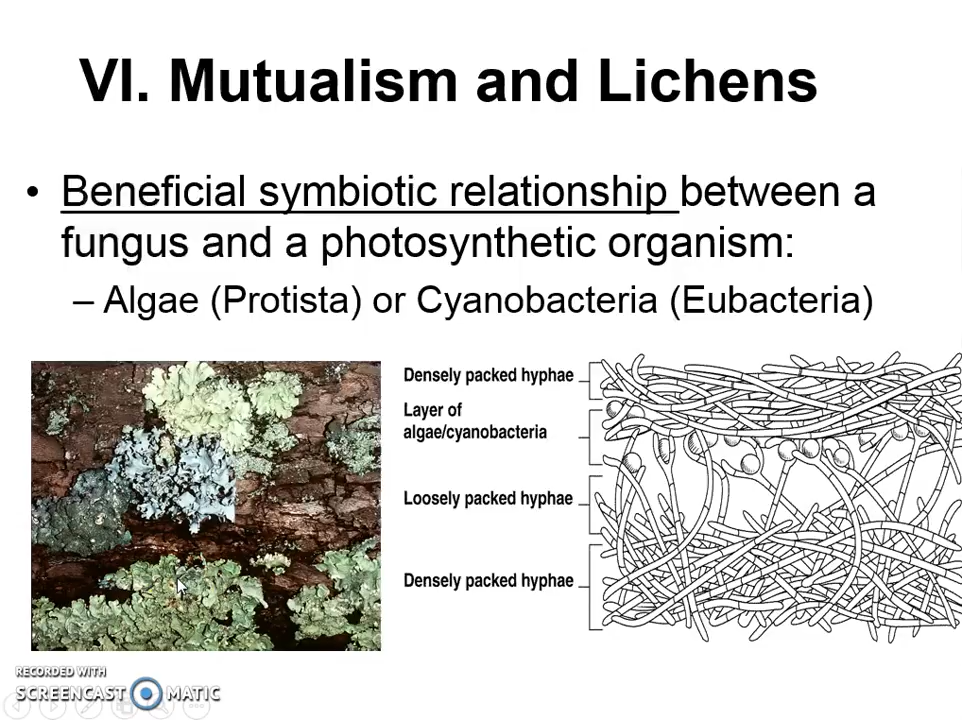 VI. Mutualism and Lichens
• Beneficial symbiotic relationship between a
fungus and a photosynthetic organism:
– Algae (Protista) or Cyanobacteria (Eubacteria)
Densely packed hyphae
Layer of
algae/cyanobacteria
Loosely packed hyphae
Densely packed hyphae
RECORDED WITH
SCREENCAST MATIC